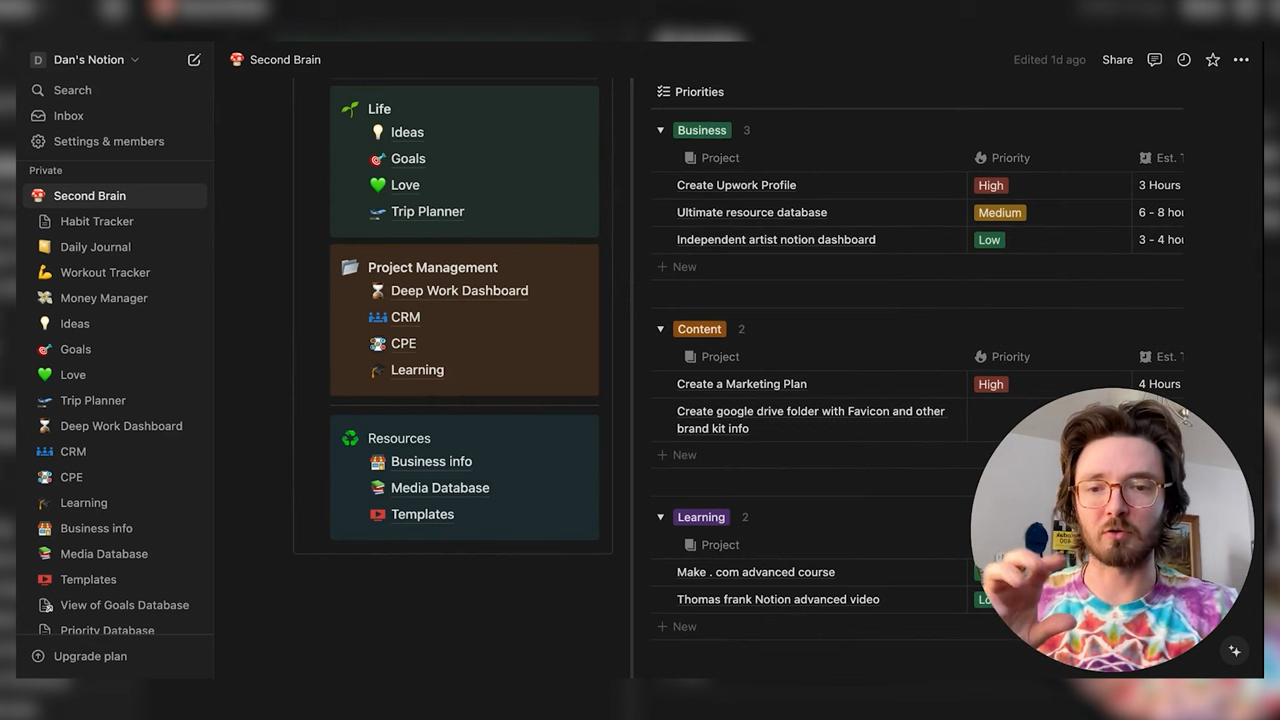 D Dan's Notion
Search
Inbox
Settings & members
Private
Second Brain
Habit Tracker
Daily Journal
Workout Tracker
Money Manager
Ideas
Goals
Love
Trip Planner
Deep Work Dashboard
CRM
CPE
Learning
Business info
Media Database
Templates
View of Goals Database
Priority Database
Upgrade plan
Second Brain
Edited 1d ago Share
Life
Ideas
Goals
Love
Trip Planner
Project Management
Deep Work Dashboard
CRM
CPE
Learning
Resources
Business info
Media Database
Templates
Priorities
Business 3
Project Priority Est.
Create Upwork Profile High 3 Hours
Ultimate resource database Medium 6 - 8
Independent artist notion dashboard Low 3 - 4
+ New
Content 2
Project Priority Est.
Create a Marketing Plan High 4 Hours
Create google drive folder with Favicon and other
brand kit info
+ New
Learning 2
Project
Make . com advanced course
Thomas frank Notion advanced video
+ New